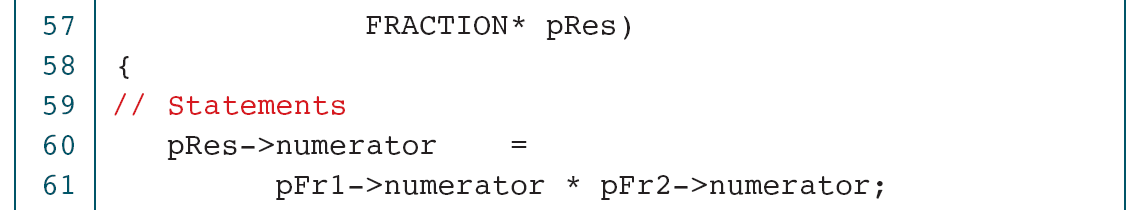 57 FRACTION* pRes)
58 {
59 // Statements
60 pRes->numerator =
61 pFr1->numerator * pFr2->numerator;